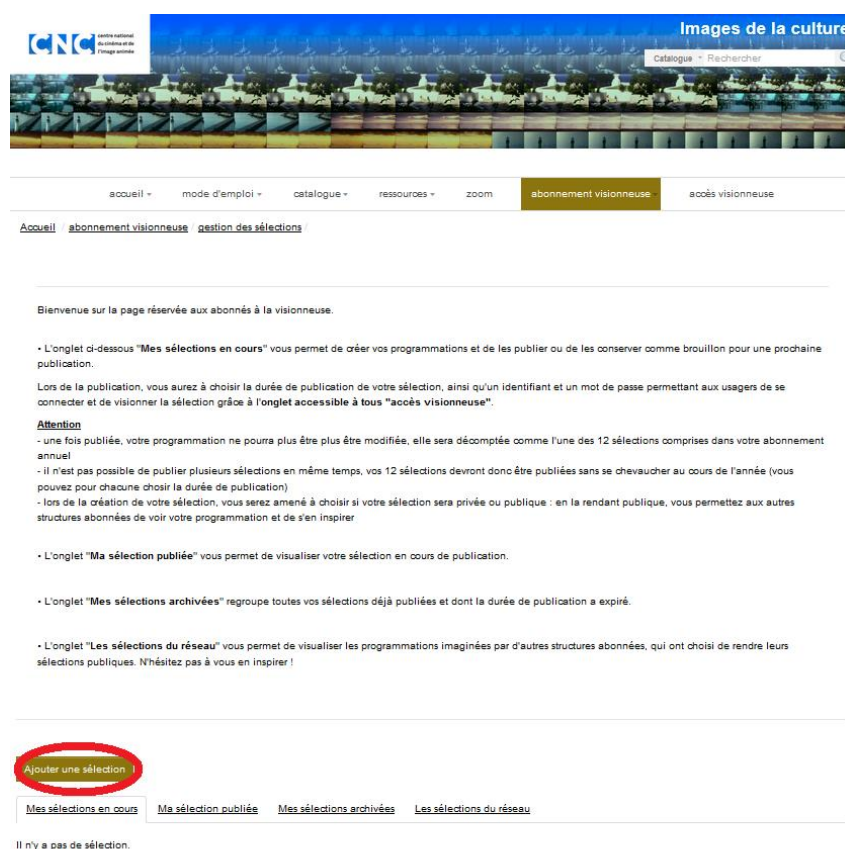 CNC
centre national
du cinéma et de
l'image animée
Images de la culture
Catalogue Rechercher
accueil mode d'emploi catalogue ressources zoom abonnement visionneuse accès visionneuse
Accueil / abonnement visionneuse / gestion des sélections /
Bienvenue sur la page réservée aux abonnés à la visionneuse.
• L'onglet ci-dessous "Mes sélections en cours" vous permet de créer vos programmations et de les publier ou de les conserver comme brouillon pour une prochaine
publication.
Lors de la publication, vous aurez à choisir la durée de publication de votre sélection, ainsi qu'un identifiant et un mot de passe permettant aux usagers de se
connecter et de visionner la sélection grâce à l'onglet accessible à tous "accès visionneuse".
Attention
- une fois publiée, votre programmation ne pourra plus être plus être modifiée, elle sera décomptée comme l'une des 12 sélections comprises dans votre abonnement
annuel
- il n'est pas possible de publier plusieurs sélections en même temps, vos 12 sélections devront donc être publiées sans se chevaucher au cours de l'année (vous
pouvez pour chacune chosir la durée de publication)
- lors de la création de votre sélection, vous serez amené à choisir si votre sélection sera privée ou publique : en la rendant publique, vous permettez aux autres
structures abonnées de voir votre programmation et de s'en inspirer
• L'onglet "Ma sélection publiée" vous permet de visualiser votre sélection en cours de publication.
• L'onglet "Mes sélections archivées" regroupe toutes vos sélections déjà publiées et dont la durée de publication a expiré.
• L'onglet "Les sélections du réseau" vous permet de visualiser les programmations imaginées par d'autres structures abonnées, qui ont choisi de rendre leurs
sélections publiques. N'hésitez pas à vous en inspirer !
Ajouter une sélection
Mes sélections en cours Ma sélection publiée Mes sélections archivées Les sélections du réseau
Il n'y a pas de sélection.